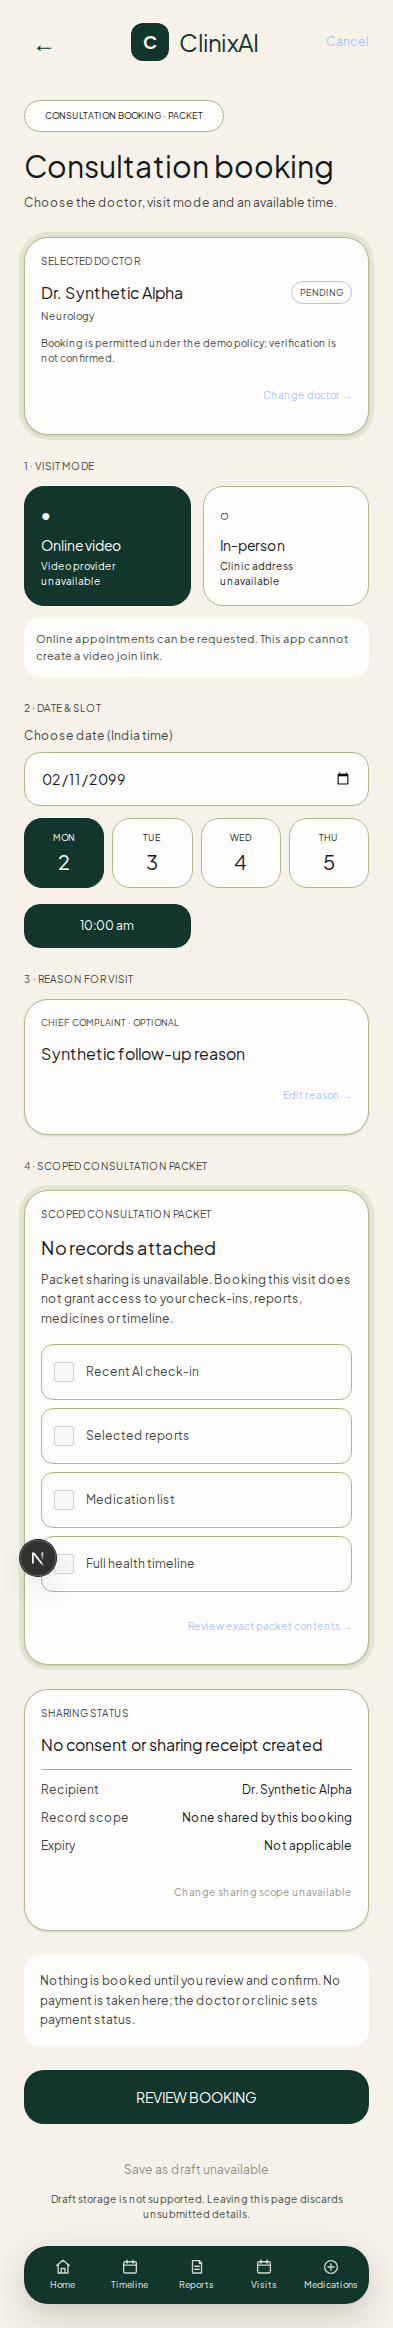 ←
C
ClinixAI
Cancel
CONSULTATION BOOKING · PACKET
Consultation booking
Choose the doctor, visit mode and an available time.
SELECTED DOCTOR
Dr. Synthetic Alpha
PENDING
Neurology
Booking is permitted under the demo policy; verification is
not confirmed.
Change doctor →
1 · VISIT MODE
Online video
Video provider
unavailable
In-person
Clinic address
unavailable
Online appointments can be requested. This app cannot
create a video join link.
2 · DATE & SLOT
Choose date (India time)
02/11/2099
MON
2
TUE
3
WED
4
THU
5
10:00 am
3 · REASON FOR VISIT
CHIEF COMPLAINT · OPTIONAL
Synthetic follow-up reason
Edit reason →
4 · SCOPED CONSULTATION PACKET
SCOPED CONSULTATION PACKET
No records attached
Packet sharing is unavailable. Booking this visit does
not grant access to your check-ins, reports,
medicines or timeline.
Recent AI check-in
Selected reports
Medication list
N
Full health timeline
Review exact packet contents →
SHARING STATUS
No consent or sharing receipt created
Recipient
Dr. Synthetic Alpha
Record scope
None shared by this booking
Expiry
Not applicable
Change sharing scope unavailable
Nothing is booked until you review and confirm. No
payment is taken here; the doctor or clinic sets
payment status.
REVIEW BOOKING
Save as draft unavailable
Draft storage is not supported. Leaving this page discards
unsubmitted details.
Home
Timeline
Reports
Visits
Medications